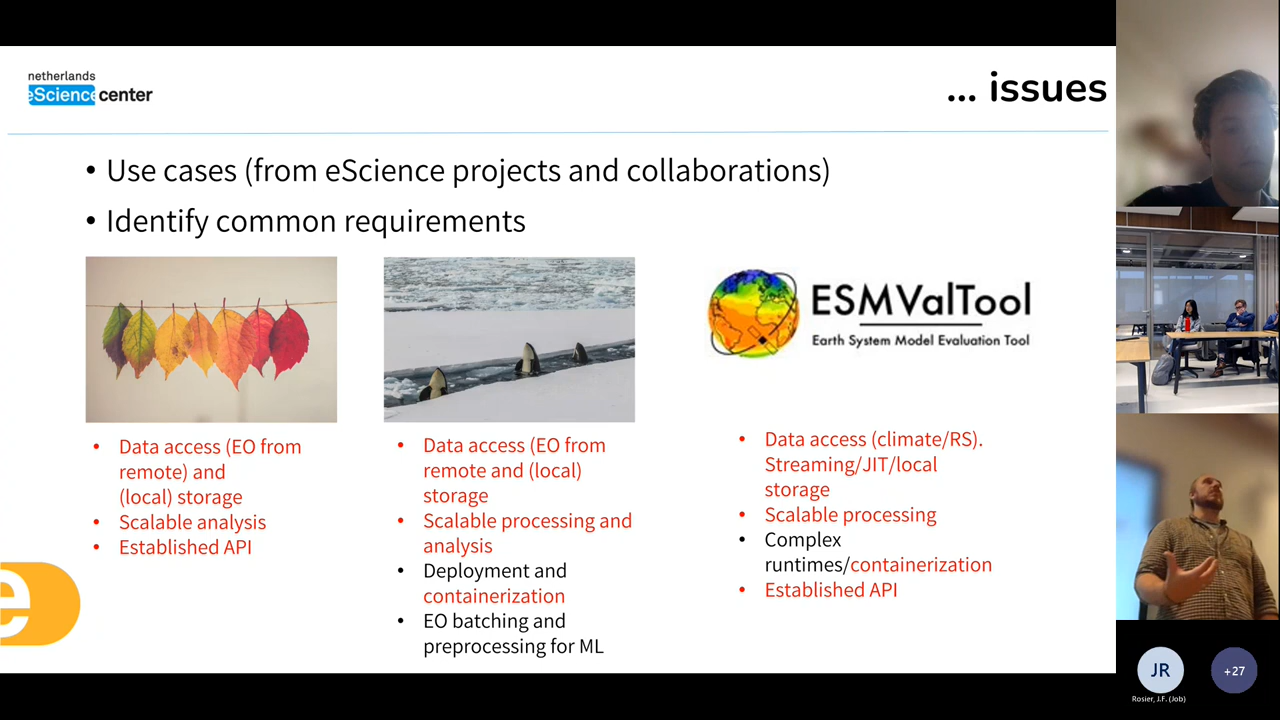 netherlands
eScience center
... issues
• Use cases (from eScience projects and collaborations)
• Identify common requirements
ESMValTool
Earth System Model Evaluation Tool
• Data access (EO from
remote) and
(local) storage
• Scalable analysis
• Established API
• Data access (EO from
remote and (local)
storage
• Scalable processing and
analysis
• Deployment and
containerization
• EO batching and
preprocessing for ML
• Data access (climate/RS).
Streaming/JIT/local
storage
• Scalable processing
• Complex
runtimes/containerization
• Established API
e
JR
+27
Rosier, J.F. (Job)